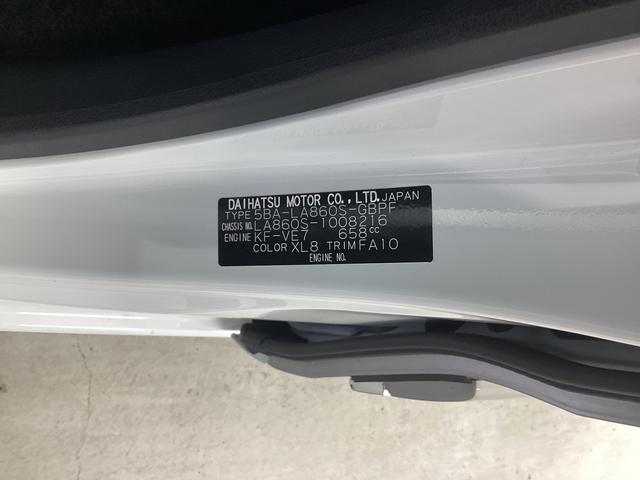 DAIHATSU MOTOR CO., LTD. JAPAN
TYPE 5BA-LA860S-GBPF
CHASSIS NO. LA860S-1008216
ENGINE KF-VE7 658cc
COLOR XL8 TRIM FA10
ENGINE NO.